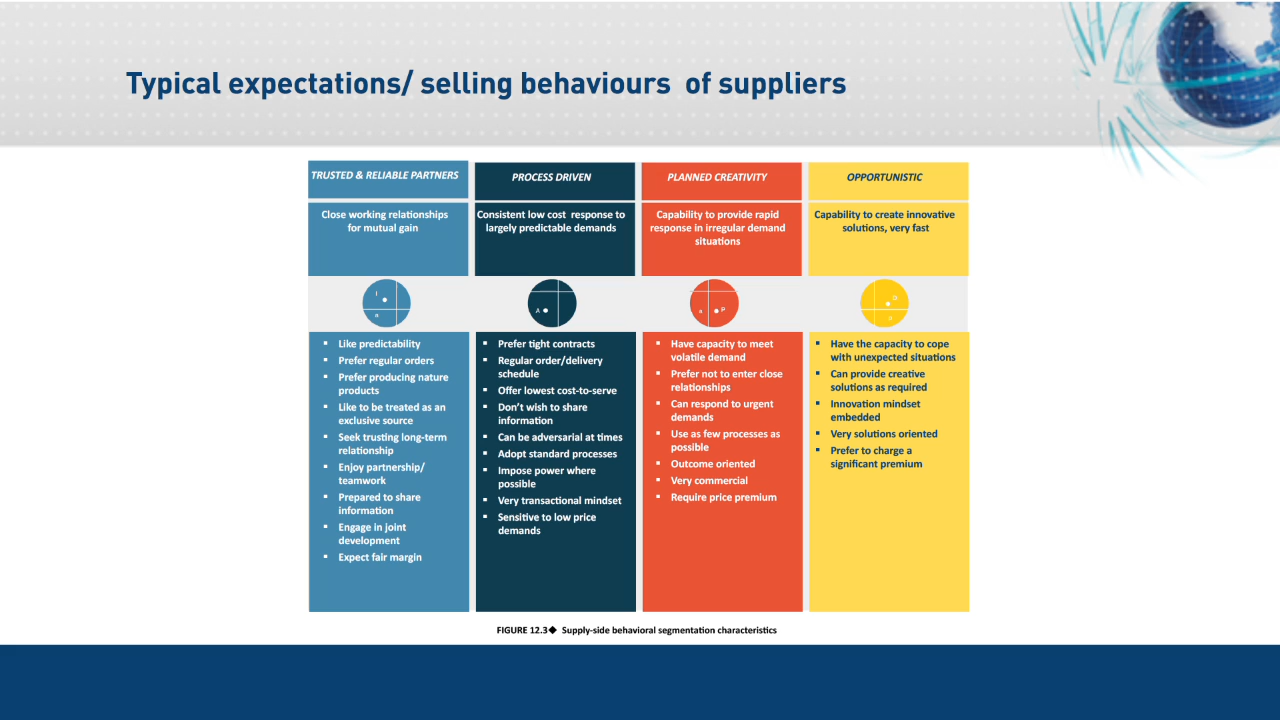 Typical expectations/ selling behaviours of suppliers
TRUSTED & RELIABLE PARTNERS
Close working relationships
for mutual gain
I
a
▪ Like predictability
▪ Prefer regular orders
▪ Prefer producing nature
products
▪ Like to be treated as an
exclusive source
▪ Seek trusting long-term
relationship
▪ Enjoy partnership/
teamwork
▪ Prepared to share
information
▪ Engage in joint
development
▪ Expect fair margin
PROCESS DRIVEN
Consistent low cost response to
largely predictable demands
A
▪ Prefer tight contracts
▪ Regular order/delivery
schedule
▪ Offer lowest cost-to-serve
▪ Don't wish to share
information
▪ Can be adversarial at times
▪ Adopt standard processes
▪ Impose power where
possible
▪ Very transactional mindset
▪ Sensitive to low price
demands
PLANNED CREATIVITY
Capability to provide rapid
response in irregular demand
situations
a P
▪ Have capacity to meet
volatile demand
▪ Prefer not to enter close
relationships
▪ Can respond to urgent
demands
▪ Use as few processes as
possible
▪ Outcome oriented
▪ Very commercial
▪ Require price premium
OPPORTUNISTIC
Capability to create innovative
solutions, very fast
D
▪ Have the capacity to cope
with unexpected situations
▪ Can provide creative
solutions as required
▪ Innovation mindset
embedded
▪ Very solutions oriented
▪ Prefer to charge a
significant premium
FIGURE 12.3◆ Supply-side behavioral segmentation characteristics